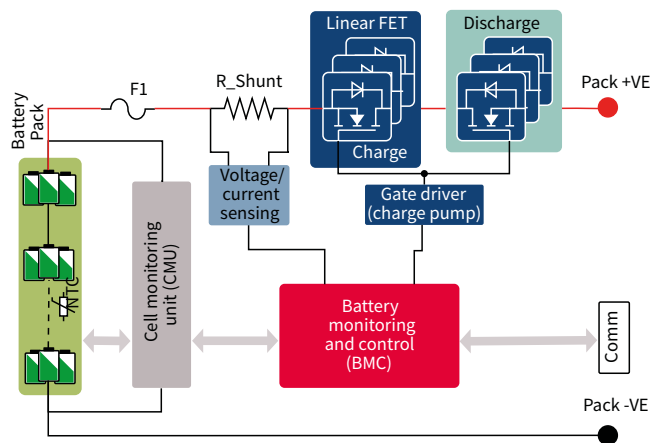 Linear FET
Discharge
F1
R_Shunt
Pack +VE
Battery
Pack
Charge
Voltage/
current
sensing
Gate driver
(charge pump)
Cell monitoring
unit (CMU)
NTC
Battery
monitoring
and control
(BMC)
Comm
Pack -VE